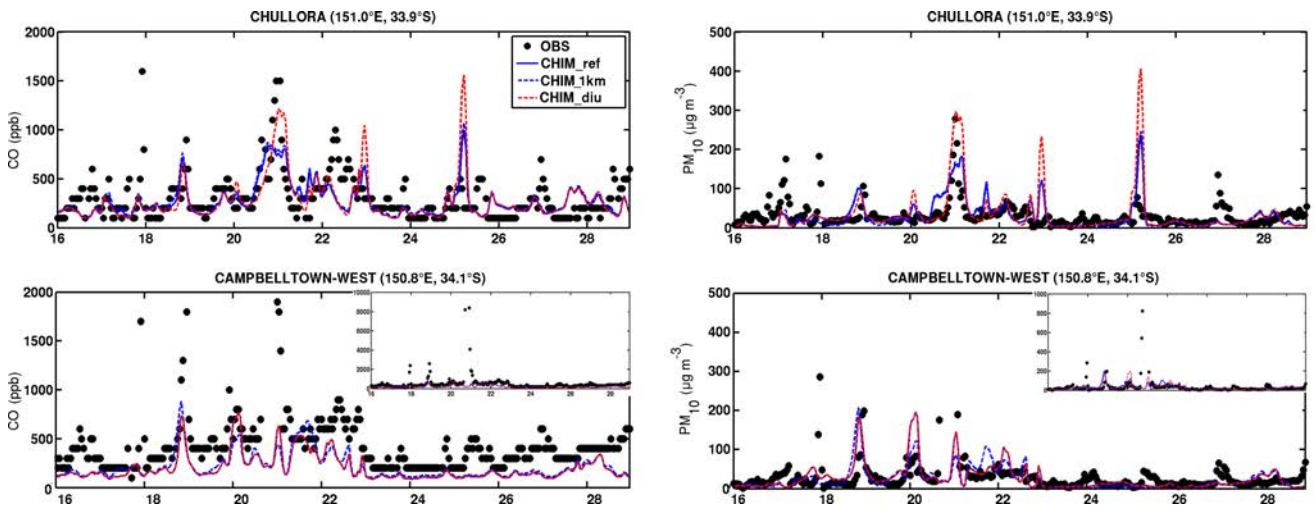 CHULLORA (151.0°E, 33.9°S)
2000
1500
1000
500
0
CO (ppb)
16 18 20 22 24 26 28
OBS
CHIM_ref
CHIM_1km
CHIM_diu
CHULLORA (151.0°E, 33.9°S)
500
400
300
200
100
0
PM10 (µg m-3)
16 18 20 22 24 26 28
CAMPBELLTOWN-WEST (150.8°E, 34.1°S)
2000
1500
1000
500
0
CO (ppb)
16 18 20 22 24 26 28
10000
8000
6000
4000
2000
0
16 18 20 22 24 26 28
CAMPBELLTOWN-WEST (150.8°E, 34.1°S)
500
400
300
200
100
0
PM10 (µg m-3)
16 18 20 22 24 26 28
1000
800
600
400
200
0
16 18 20 22 24 26 28